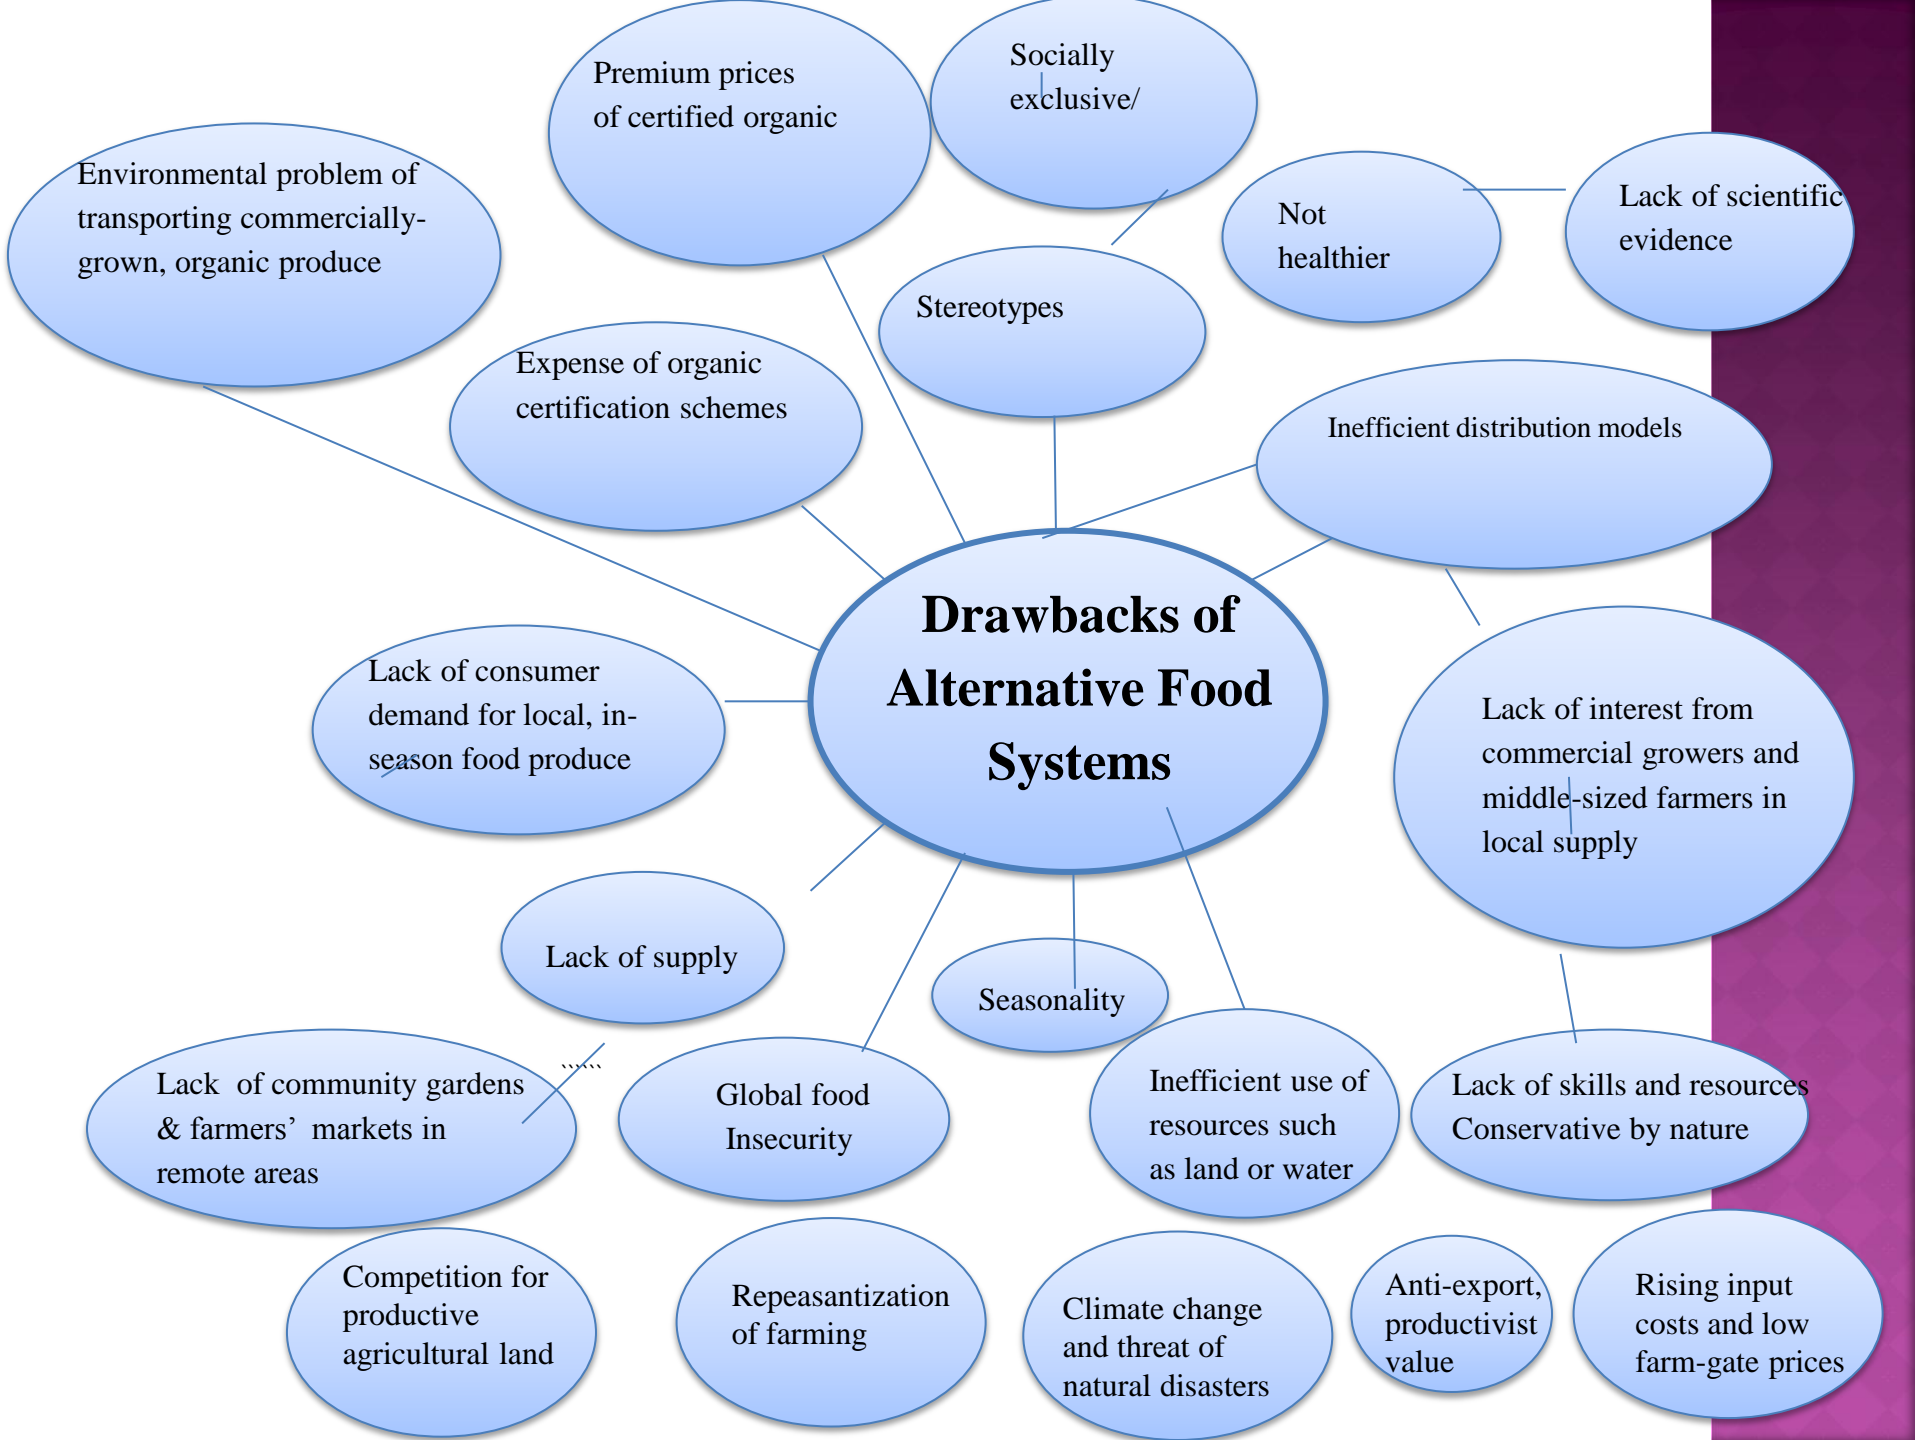 Premium prices
of certified organic
Socially
exclusive/
Environmental problem of
transporting commercially-
grown, organic produce
Not
healthier
Lack of scientific
evidence
Stereotypes
Expense of organic
certification schemes
Inefficient distribution models
Drawbacks of
Alternative Food
Systems
Lack of consumer
demand for local, in-
season food produce
Lack of interest from
commercial growers and
middle-sized farmers in
local supply
Lack of supply
Seasonality
``````
Lack of community gardens
& farmers’ markets in
remote areas
Global food
Insecurity
Inefficient use of
resources such
as land or water
Lack of skills and resources
Conservative by nature
Competition for
productive
agricultural land
Repeasantization
of farming
Climate change
and threat of
natural disasters
Anti-export,
productivist
value
Rising input
costs and low
farm-gate prices